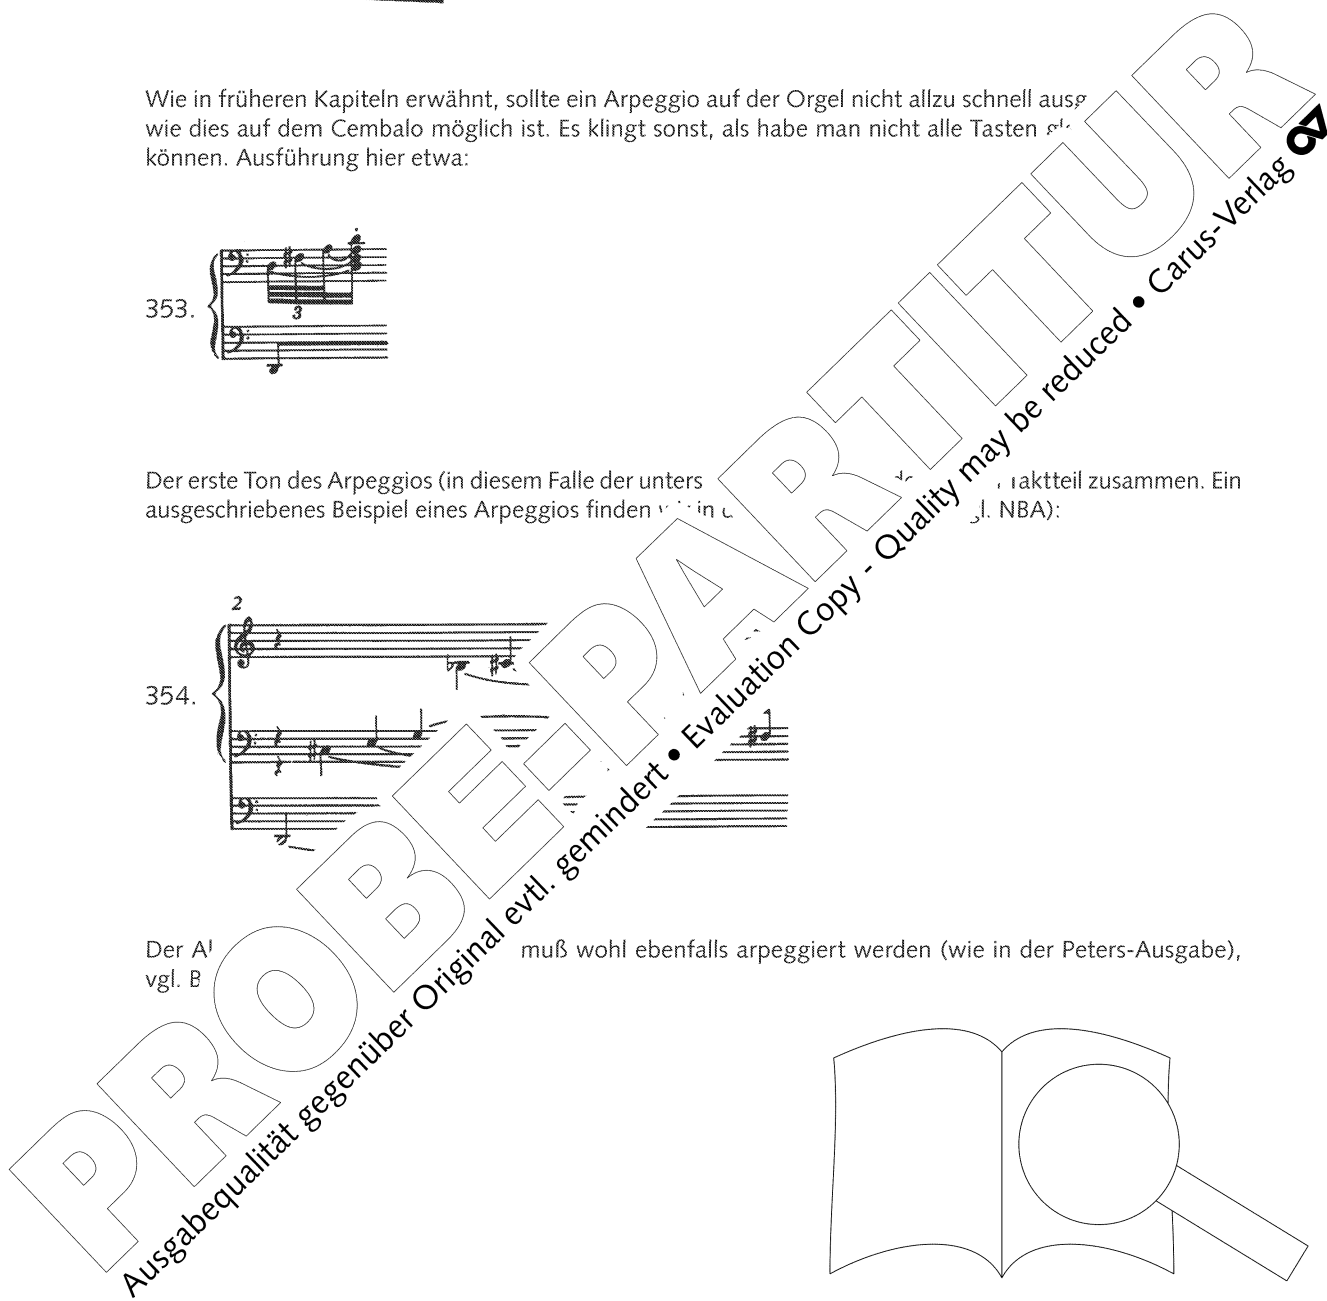 Wie in früheren Kapiteln erwähnt, sollte ein Arpeggio auf der Orgel nicht allzu schnell
wie dies auf dem Cembalo möglich ist. Es klingt sonst, als habe man nicht alle Tasten
können. Ausführung hier etwa:
353.
3
Der erste Ton des Arpeggios (in diesem Falle der zusammen. Ein
ausgeschriebenes Beispiel eines Arpeggios finden in NBA):
2
354.
Der muß wohl ebenfalls arpeggiert werden (wie in der Peters-Ausgabe),
vgl.
PROBE-PARTITUR
Ausgabequalität gegenüber Original evtl. gemindert • Evaluation Copy - Quality may be reduced • Carus-Verlag